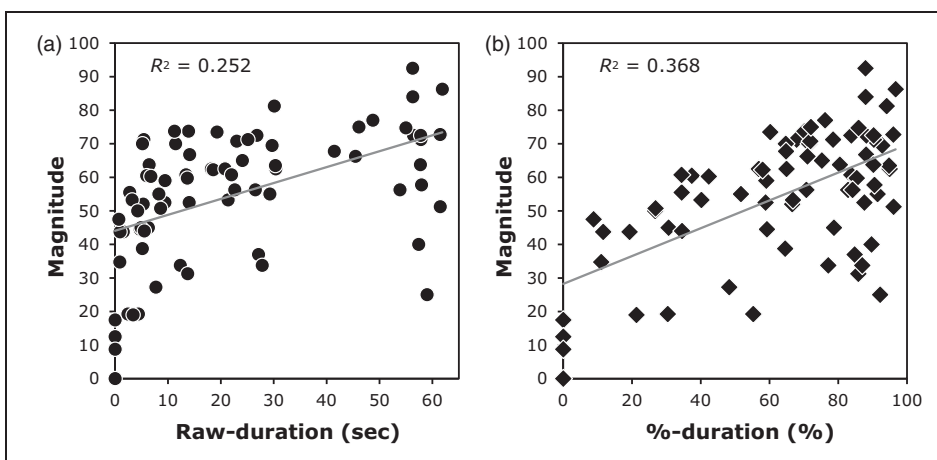 (a)
R² = 0.252
Magnitude
100
90
80
70
60
50
40
30
20
10
0
0 10 20 30 40 50 60
Raw-duration (sec)
(b)
R² = 0.368
Magnitude
100
90
80
70
60
50
40
30
20
10
0
0 20 40 60 80 100
%-duration (%)